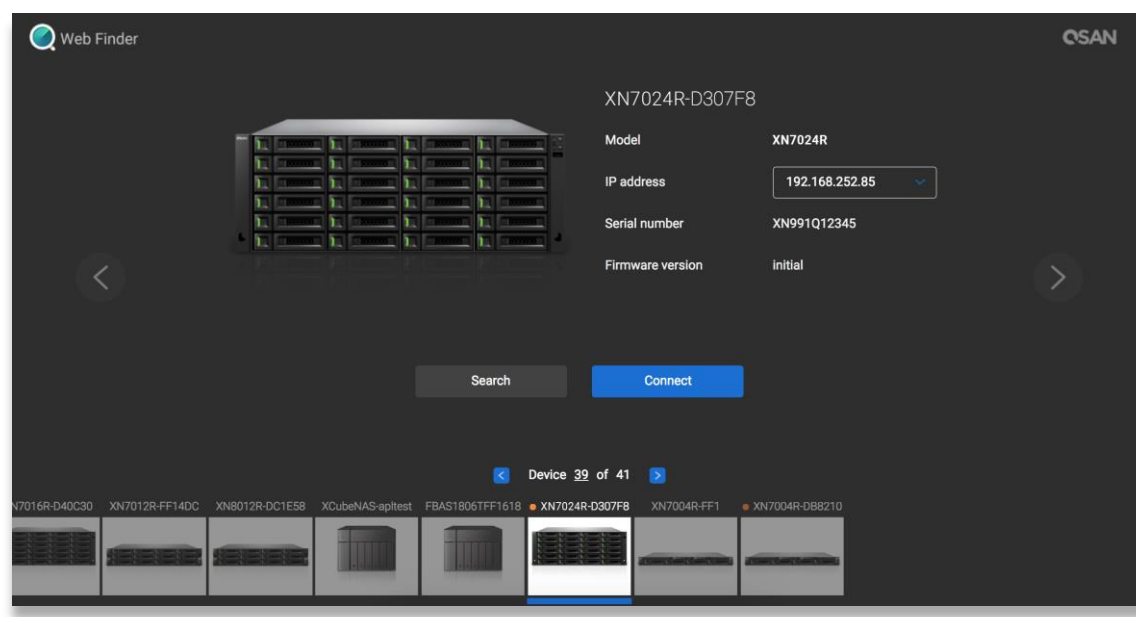 Web Finder
QSAN
XN7024R-D307F8
Model XN7024R
IP address 192.168.252.85
Serial number XN991Q12345
Firmware version initial
Search Connect
Device 39 of 41
N7016R-D40C30 XN7012R-FF14DC XN8012R-DC1E58 XCubeNAS-apltest FBAS1806TFF1618 XN7024R-D307F8 XN7004R-FF1 XN7004R-DB8210